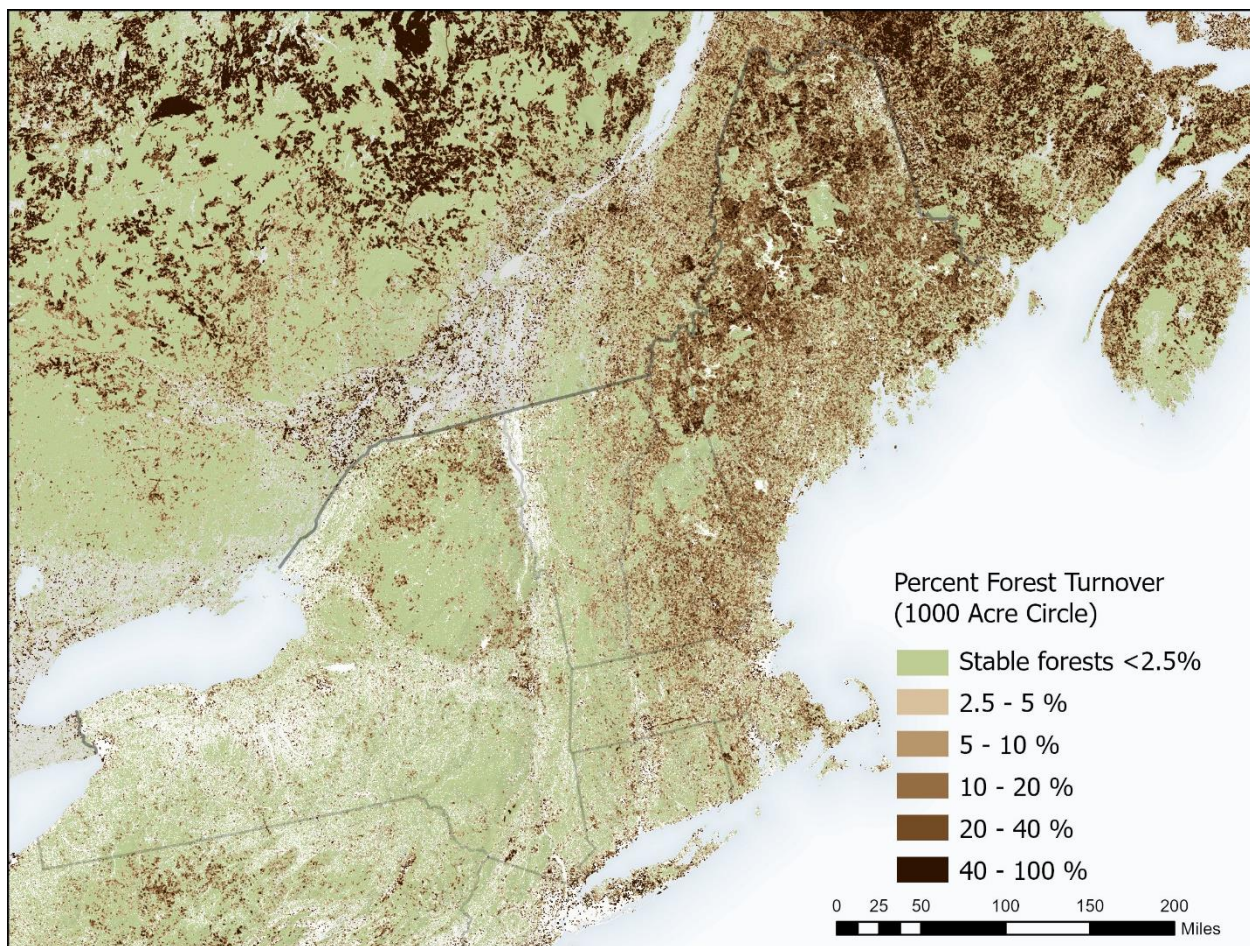 Percent Forest Turnover
(1000 Acre Circle)
Stable forests <2.5%
2.5 - 5 %
5 - 10 %
10 - 20 %
20 - 40 %
40 - 100 %
0 25 50 100 150 200
Miles